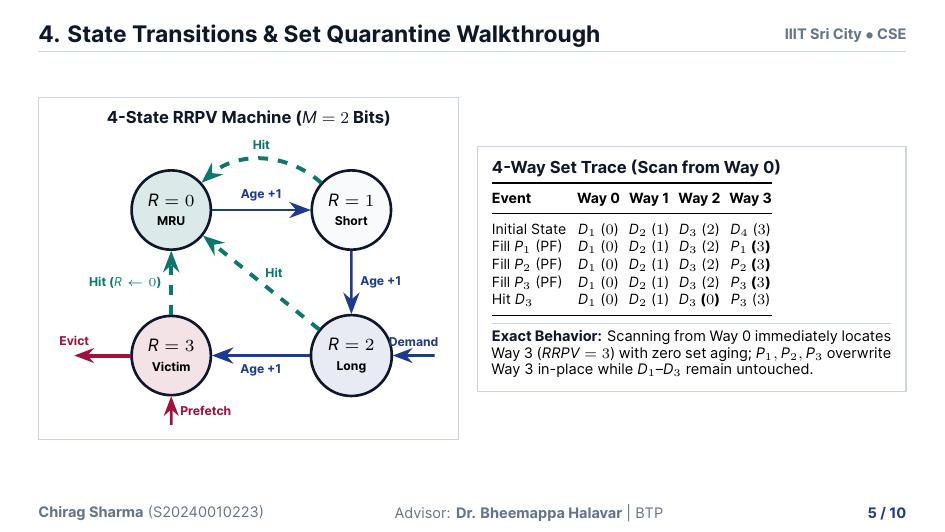 4. State Transitions & Set Quarantine Walkthrough
IIIT Sri City • CSE
4-State RRPV Machine (M = 2 Bits)
Hit
R = 0
MRU
Age +1
R = 1
Short
Hit (R ← 0)
Hit
Age +1
Evict
R = 3
Victim
Age +1
R = 2
Long
Demand
Prefetch
4-Way Set Trace (Scan from Way 0)
Event Way 0 Way 1 Way 2 Way 3
Initial State D₁ (0) D₂ (1) D₃ (2) D₄ (3)
Fill P₁ (PF) D₁ (0) D₂ (1) D₃ (2) P₁ (3)
Fill P₂ (PF) D₁ (0) D₂ (1) D₃ (2) P₂ (3)
Fill P₃ (PF) D₁ (0) D₂ (1) D₃ (2) P₃ (3)
Hit D₃ D₁ (0) D₂ (1) D₃ (0) P₃ (3)
Exact Behavior: Scanning from Way 0 immediately locates
Way 3 (RRPV = 3) with zero set aging; P₁, P₂, P₃ overwrite
Way 3 in-place while D₁–D₃ remain untouched.
Chirag Sharma (S20240010223)
Advisor: Dr. Bheemappa Halavar | BTP
5 / 10